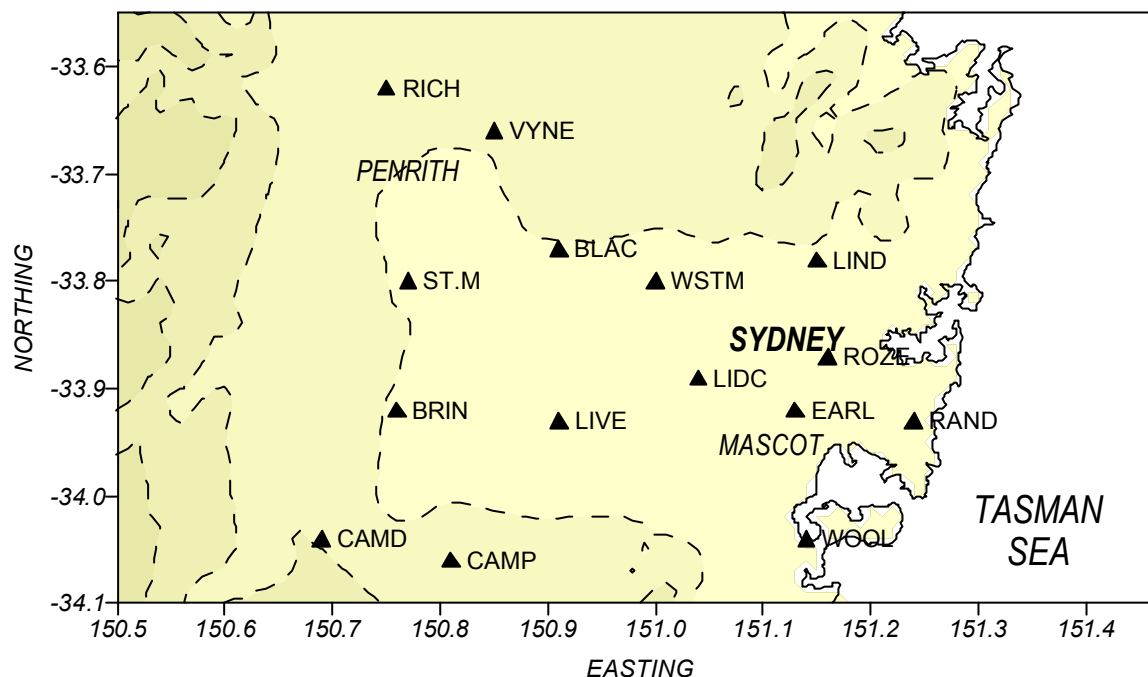 -33.6
RICH
VYNE
-33.7
PENRITH
BLAC
LIND
-33.8
ST.M
WSTM
NORTHING
SYDNEY
ROZE
LIDC
-33.9
BRIN
LIVE
EARL
RAND
MASCOT
-34.0
TASMAN
SEA
CAMD
WOOL
CAMP
-34.1
150.5 150.6 150.7 150.8 150.9 151.0 151.1 151.2 151.3 151.4
EASTING